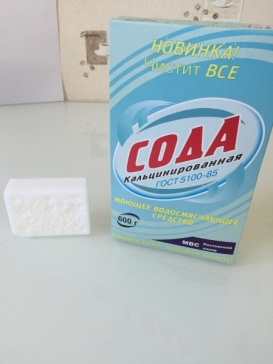 НОВИНКА!
Чистит ВСЕ
СОДА
Кальцинированная
ГОСТ 5100-85
МОЮЩЕЕ ВОДОСМЯГЧАЮЩЕЕ
СРЕДСТВО
600 г
МВС